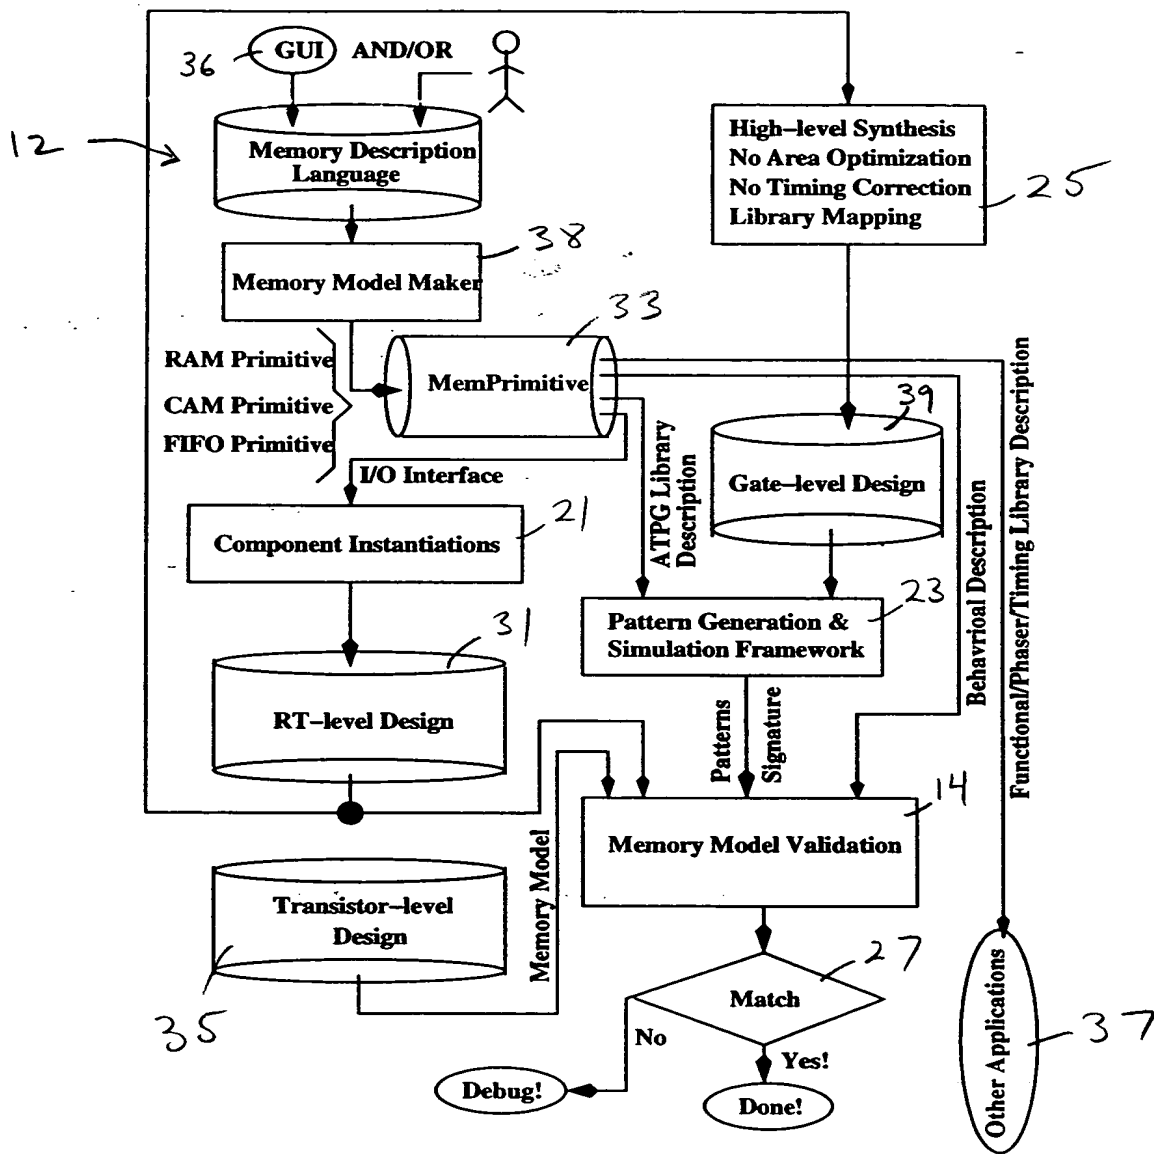 36
GUI
AND/OR
12
Memory Description
Language
High-level Synthesis
No Area Optimization
No Timing Correction
Library Mapping
25
38
Memory Model Maker
33
RAM Primitive
CAM Primitive
FIFO Primitive
MemPrimitive
I/O Interface
ATPG Library
Description
39
Gate-level Design
Behavrioal Description
Functional/Phaser/Timing Library Description
21
Component Instantiations
23
Pattern Generation &
Simulation Framework
31
RT-level Design
Patterns
Signature
14
Memory Model Validation
Memory Model
Transistor-level
Design
35
27
Match
No
Yes!
Debug!
Done!
Other Applications
37